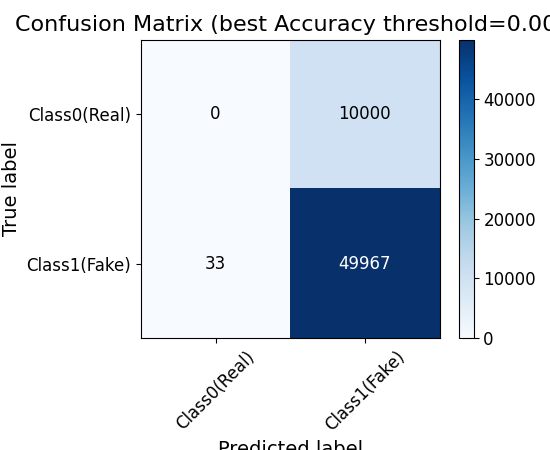 Confusion Matrix (best Accuracy threshold=0.00
Class0(Real)
Class1(Fake)
True label
0
10000
33
49967
Class0(Real)
Class1(Fake)
Predicted label
40000
30000
20000
10000
0